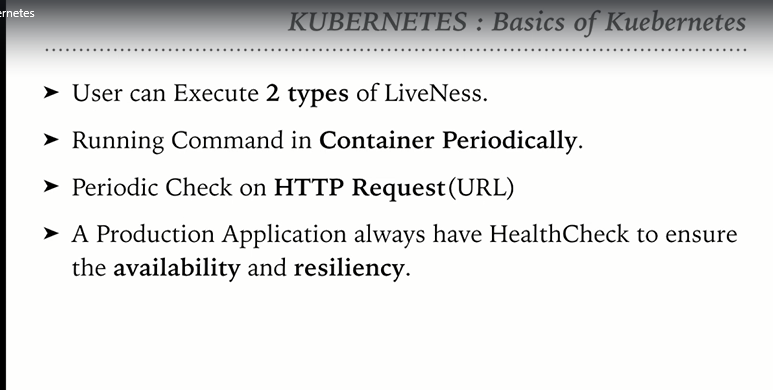 ernetes
KUBERNETES : Basics of Kuebernetes
➤ User can Execute 2 types of LiveNess.
➤ Running Command in Container Periodically.
➤ Periodic Check on HTTP Request(URL)
➤ A Production Application always have HealthCheck to ensure
the availability and resiliency.